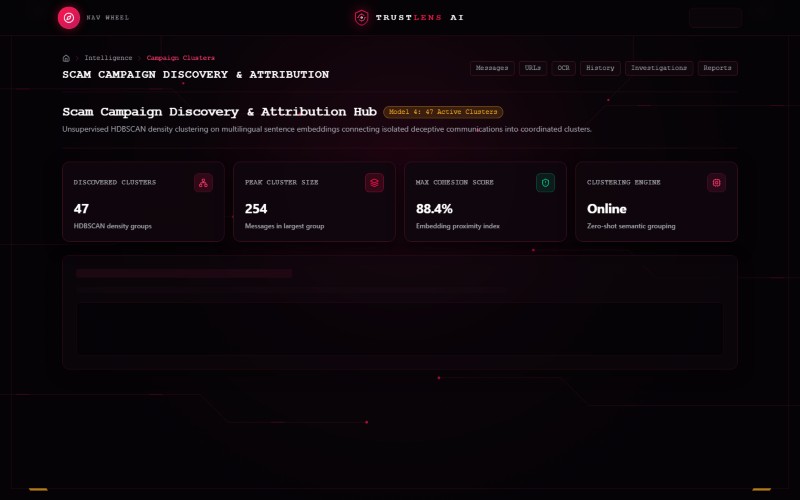 NAV WHEEL
TRUSTLENS AI
Intelligence › Campaign Clusters
SCAM CAMPAIGN DISCOVERY & ATTRIBUTION
Messages URLs OCR History Investigations Reports
Scam Campaign Discovery & Attribution Hub Model 4: 47 Active Clusters
Unsupervised HDBSCAN density clustering on multilingual sentence embeddings connecting isolated deceptive communications into coordinated clusters.
DISCOVERED CLUSTERS
47
HDBSCAN density groups
PEAK CLUSTER SIZE
254
Messages in largest group
MAX COHESION SCORE
88.4%
Embedding proximity index
CLUSTERING ENGINE
Online
Zero-shot semantic grouping